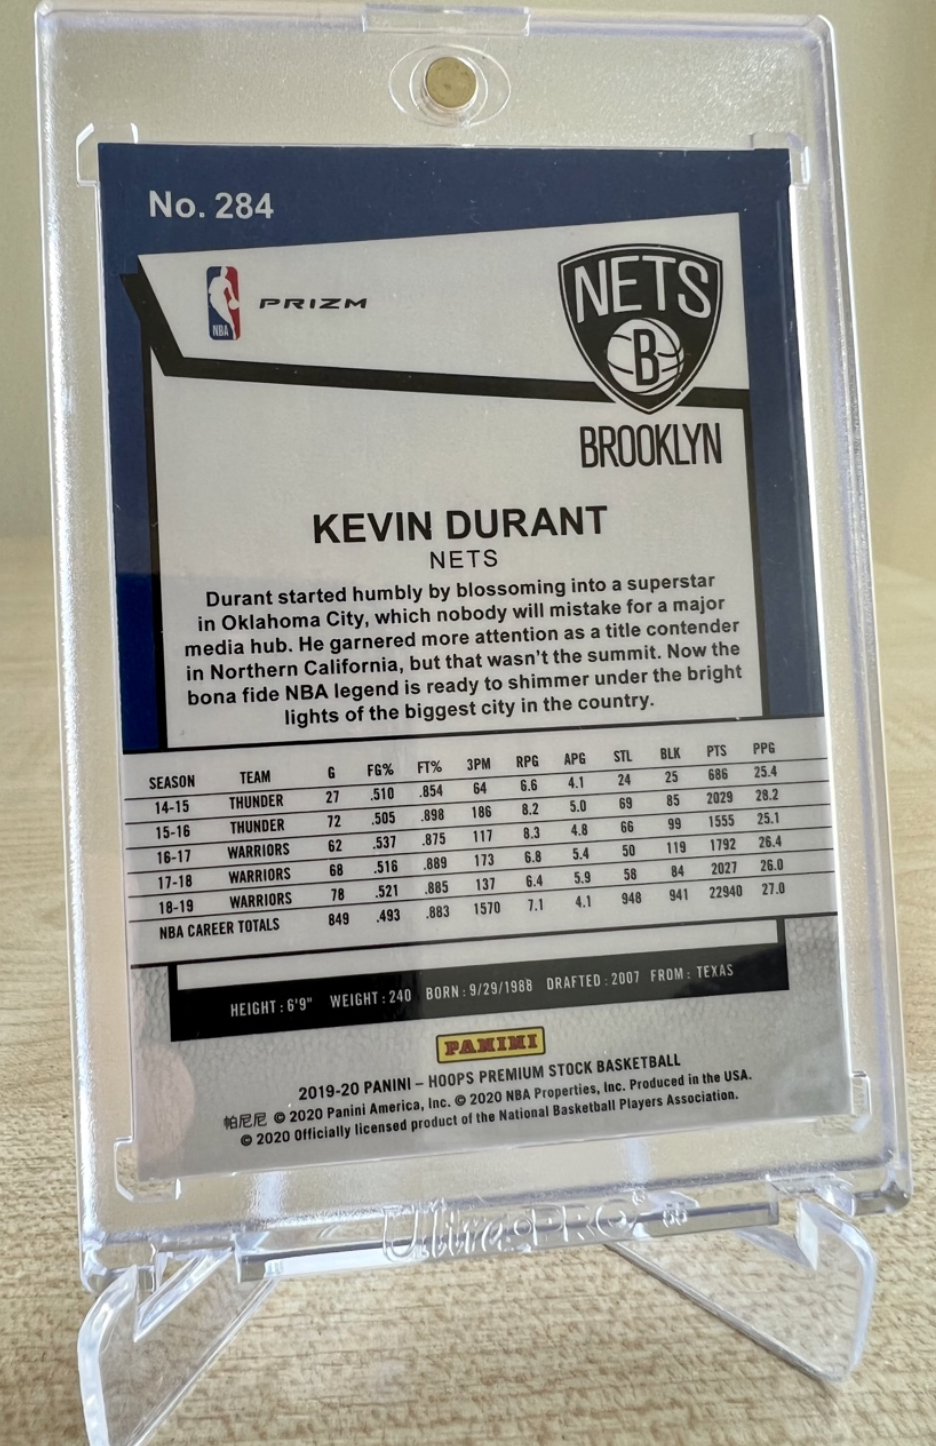 No. 284
NBA
PRIZM
NETS
B
BROOKLYN
KEVIN DURANT
NETS
Durant started humbly by blossoming into a superstar
in Oklahoma City, which nobody will mistake for a major
media hub. He garnered more attention as a title contender
in Northern California, but that wasn't the summit. Now the
bona fide NBA legend is ready to shimmer under the bright
lights of the biggest city in the country.
SEASON TEAM G FG% FT% 3PM RPG APG STL BLK PTS PPG
14-15 THUNDER 27 .510 .854 64 6.6 4.1 24 25 686 25.4
15-16 THUNDER 72 .505 .898 186 8.2 5.0 69 85 2029 28.2
16-17 WARRIORS 62 .537 .875 117 8.3 4.8 66 99 1555 25.1
17-18 WARRIORS 68 .516 .889 173 6.8 5.4 50 119 1792 26.4
18-19 WARRIORS 78 .521 .885 137 6.4 5.9 58 84 2027 26.0
NBA CAREER TOTALS 849 .493 .883 1570 7.1 4.1 948 941 22940 27.0
HEIGHT : 6'9" WEIGHT : 240 BORN : 9/29/1988 DRAFTED : 2007 FROM : TEXAS
PANINI
2019-20 PANINI – HOOPS PREMIUM STOCK BASKETBALL
帕尼尼 © 2020 Panini America, Inc. © 2020 NBA Properties, Inc. Produced in the USA.
© 2020 Officially licensed product of the National Basketball Players Association.
Ultra·PRO